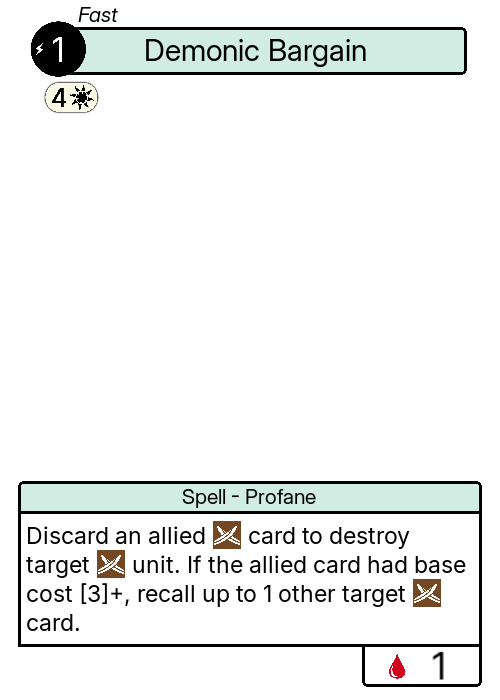 Fast
1
Demonic Bargain
4
Spell - Profane
Discard an allied card to destroy
target unit. If the allied card had base
cost [3]+, recall up to 1 other target
card.
1